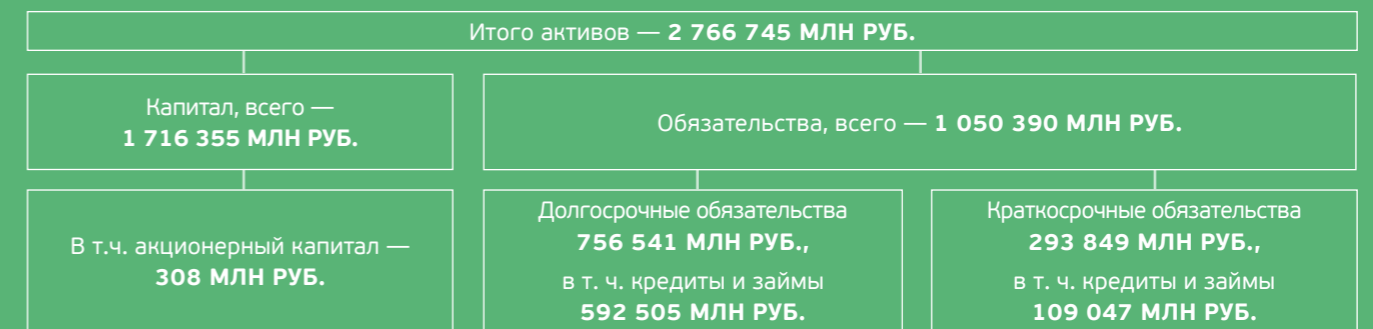 Итого активов — 2 766 745 МЛН РУБ.
Капитал, всего —
1 716 355 МЛН РУБ.
Обязательства, всего — 1 050 390 МЛН РУБ.
В т.ч. акционерный капитал —
308 МЛН РУБ.
Долгосрочные обязательства
756 541 МЛН РУБ.,
в т. ч. кредиты и займы
592 505 МЛН РУБ.
Краткосрочные обязательства
293 849 МЛН РУБ.,
в т. ч. кредиты и займы
109 047 МЛН РУБ.